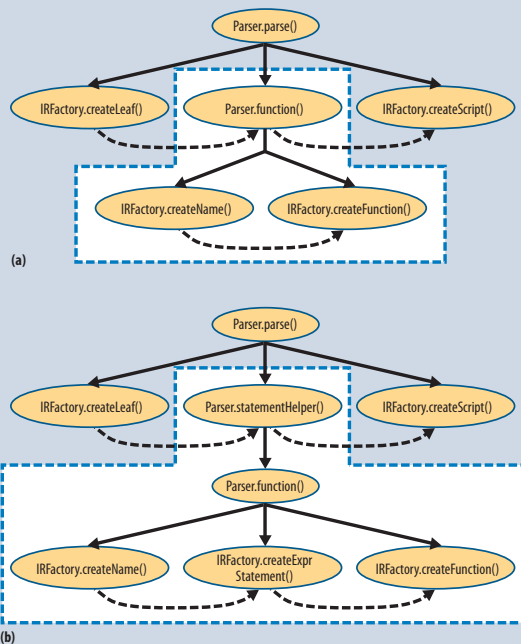 Parser.parse()
IRFactory.createLeaf()
Parser.function()
IRFactory.createScript()
IRFactory.createName()
IRFactory.createFunction()
(a)
Parser.parse()
IRFactory.createLeaf()
Parser.statementHelper()
IRFactory.createScript()
Parser.function()
IRFactory.createName()
IRFactory.createExpr
Statement()
IRFactory.createFunction()
(b)